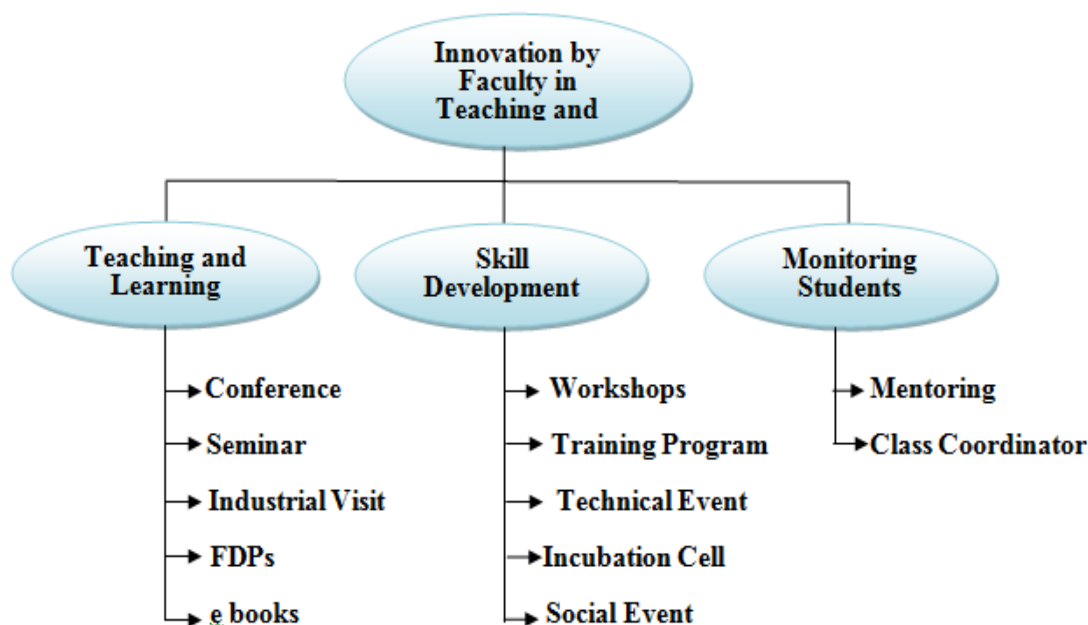 Innovation by
Faculty in
Teaching and
Teaching and
Learning
Skill
Development
Monitoring
Students
Conference
Seminar
Industrial Visit
FDPs
e books
Workshops
Training Program
Technical Event
Incubation Cell
Social Event
Mentoring
Class Coordinator